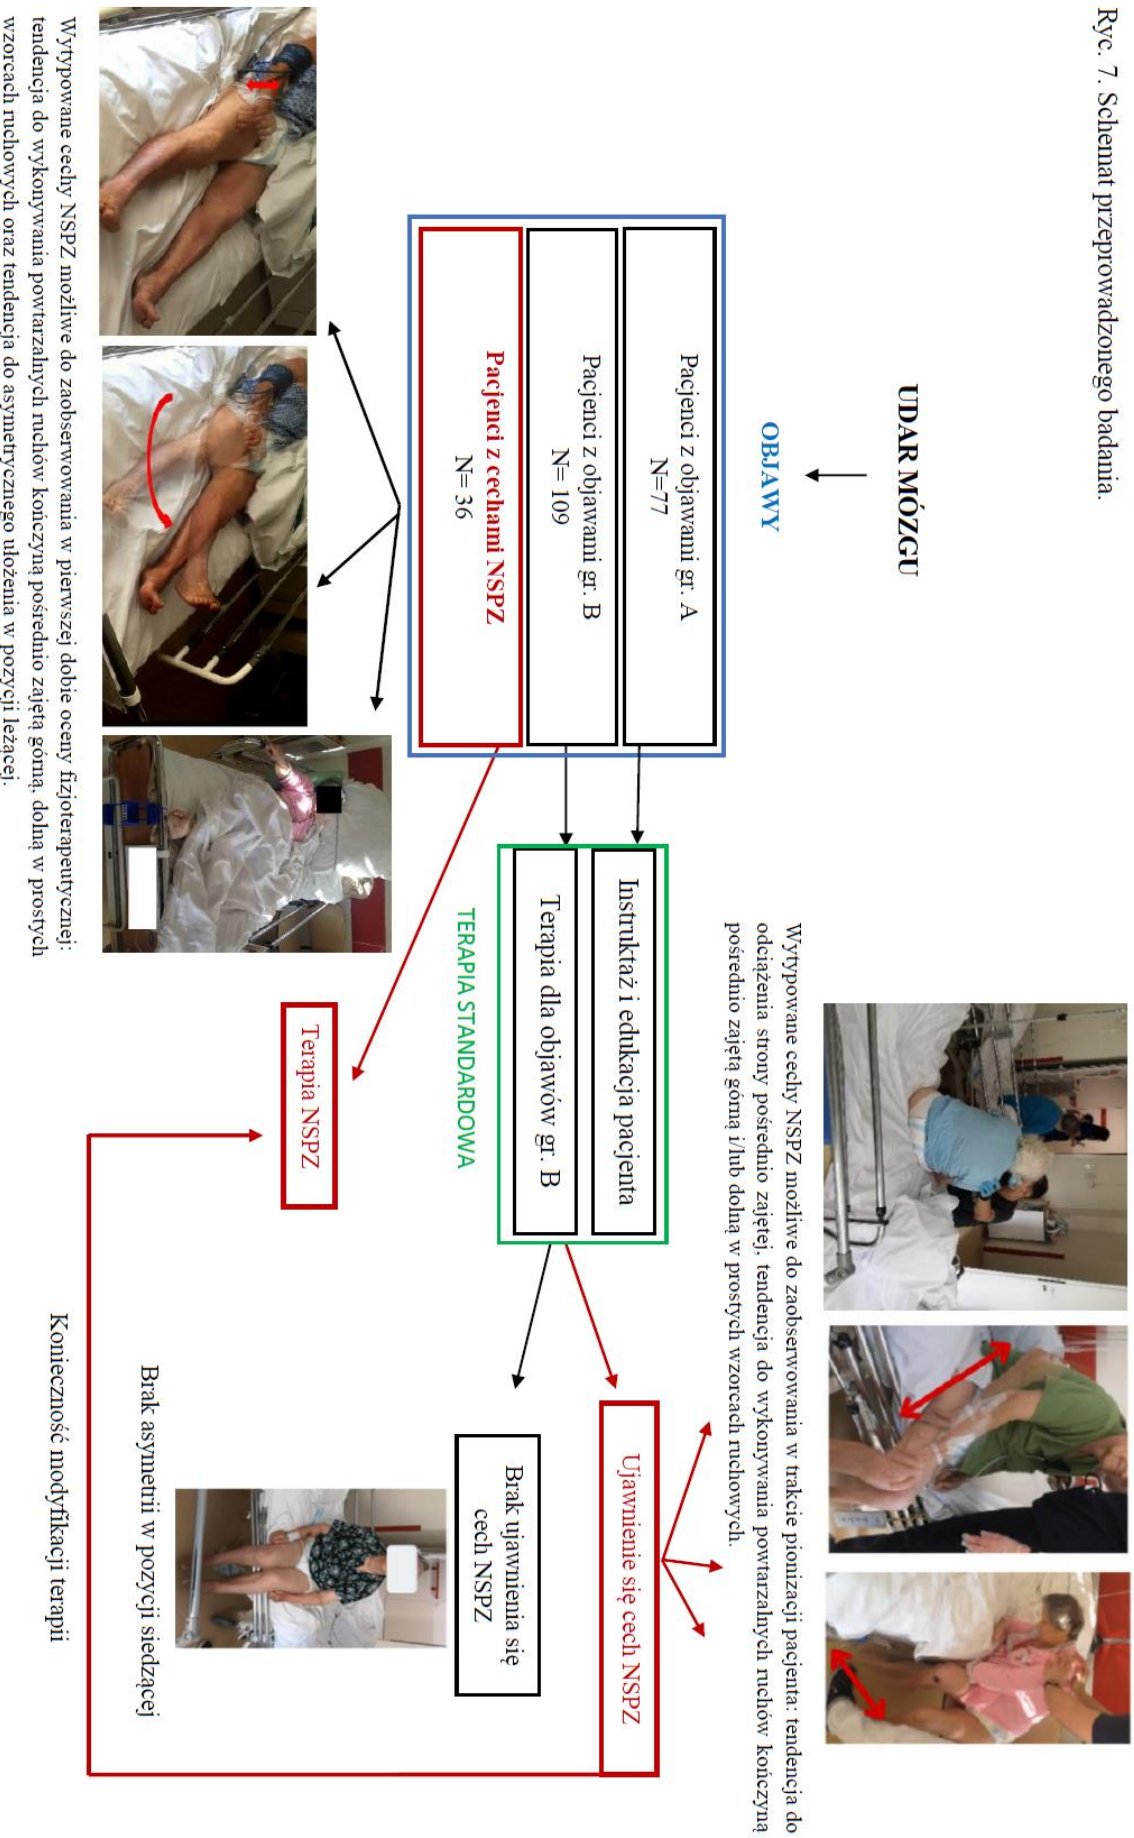 Ryc. 7. Schemat przeprowadzonego badania.
UDAR MÓZGU
OBJAWY
Pacjenci z objawami gr. A
N=77
Pacjenci z objawami gr. B
N= 109
Pacjenci z cechami NSPZ
N= 36
Instruktaż i edukacja pacjenta
Terapia dla objawów gr. B
TERAPIA STANDARDOWA
Terapia NSPZ
Wytypowane cechy NSPZ możliwe do zaobserwowania w trakcie pionizacji pacjenta: tendencja do
odciążenia strony pośrednio zajętej, tendencja do wykonywania powtarzalnych ruchów kończyną
pośrednio zajętą górną i/lub dolną w prostych wzorcach ruchowych.
Ujawnienie się cech NSPZ
Brak ujawnienia się
cech NSPZ
Brak asymetrii w pozycji siedzącej
Konieczność modyfikacji terapii
Wytypowane cechy NSPZ możliwe do zaobserwowania w pierwszej dobie oceny fizjoterapeutycznej:
tendencja do wykonywania powtarzalnych ruchów kończyną pośrednio zajętą górną, dolną w prostych
wzorcach ruchowych oraz tendencja do asymetrycznego ułożenia w pozycji leżącej.